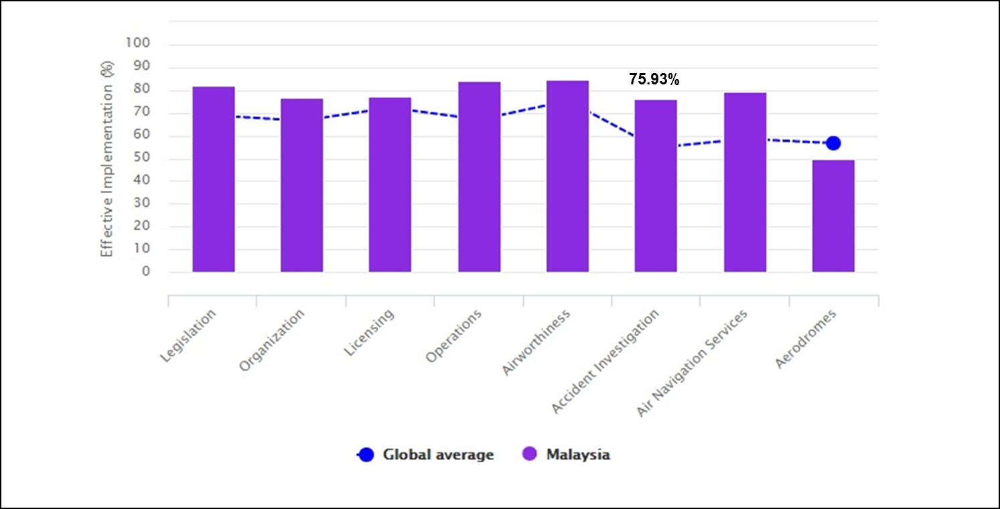 Effective Implementation (%)
100
90
80
70
60
50
40
30
20
10
0
75.93%
Legislation
Organization
Licensing
Operations
Airworthiness
Accident Investigation
Air Navigation Services
Aerodromes
Global average
Malaysia